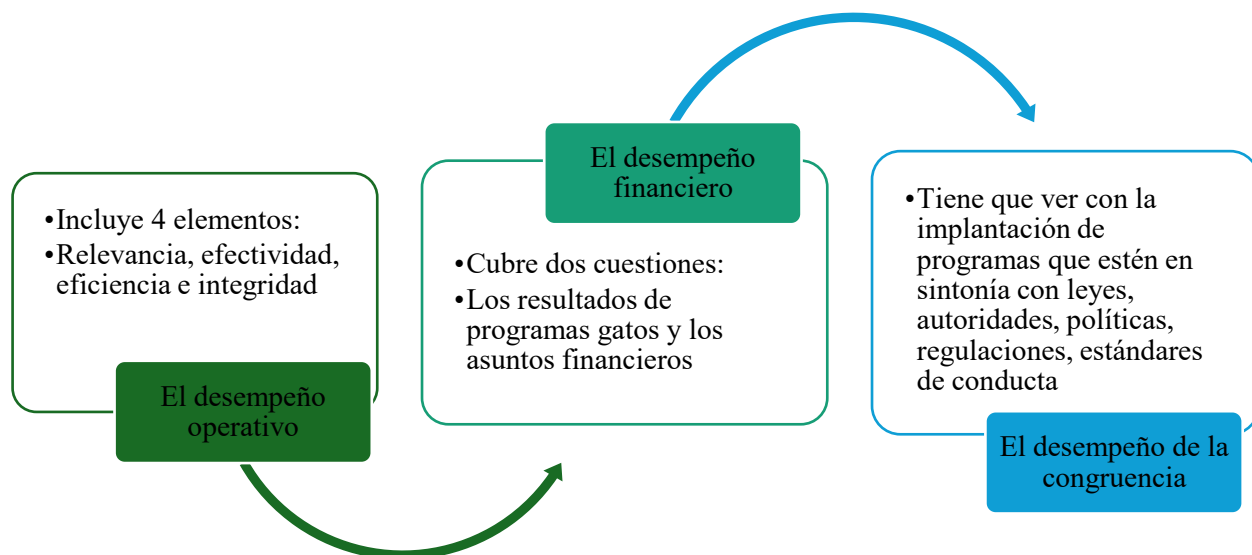 •Incluye 4 elementos:
•Relevancia, efectividad,
eficiencia e integridad
El desempeño
operativo
El desempeño
financiero
•Cubre dos cuestiones:
•Los resultados de
programas gatos y los
asuntos financieros
•Tiene que ver con la
implantación de
programas que estén en
sintonía con leyes,
autoridades, políticas,
regulaciones, estándares
de conducta
El desempeño de la
congruencia